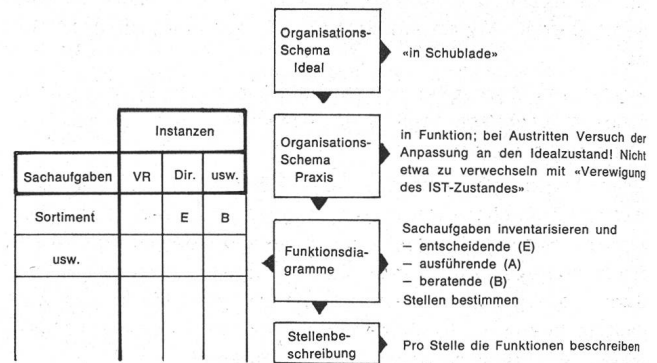 Organisations-
Schema
Ideal
«in Schublade»
Instanzen
Sachaufgaben VR Dir. usw.
Sortiment E B
usw.
Organisations-
Schema
Praxis
in Funktion; bei Austritten Versuch der
Anpassung an den Idealzustand! Nicht
etwa zu verwechseln mit «Verewigung
des IST-Zustandes»
Funktionsdia-
gramme
Sachaufgaben inventarisieren und
— entscheidende (E)
— ausführende (A)
— beratende (B)
Stellen bestimmen
Stellenbe-
schreibung
Pro Stelle die Funktionen beschreiben